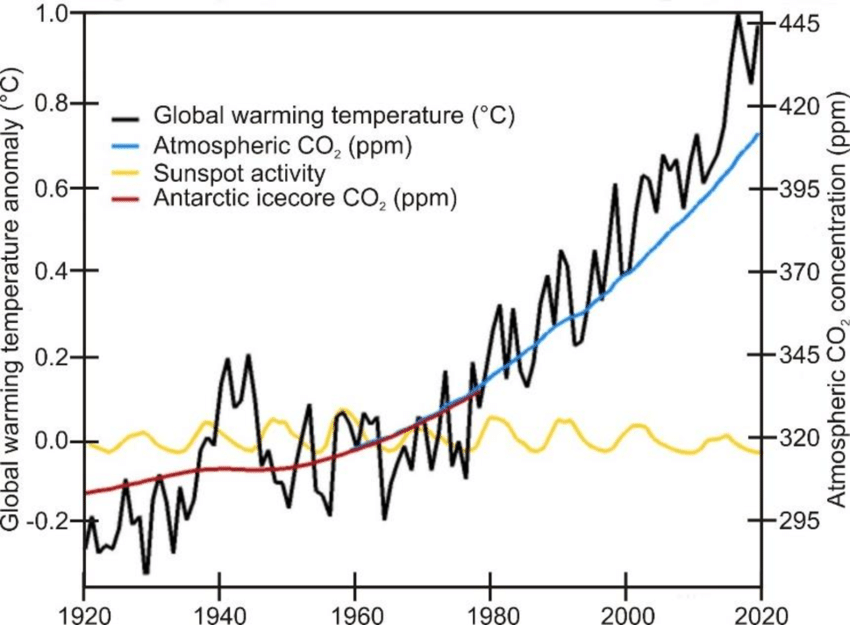 Global warming temperature anomaly (°C)
1.0
0.8
0.6
0.4
0.2
0.0
-0.2
Global warming temperature (°C)
Atmospheric CO₂ (ppm)
Sunspot activity
Antarctic icecore CO₂ (ppm)
445
420
395
370
345
320
295
Atmospheric CO₂ concentration (ppm)
1920 1940 1960 1980 2000 2020